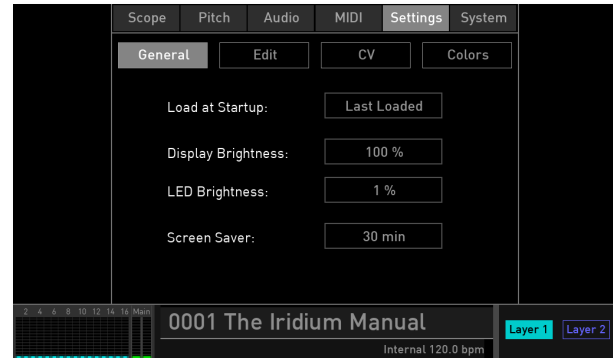 Scope Pitch Audio MIDI Settings System
General Edit CV Colors
Load at Startup: Last Loaded
Display Brightness: 100 %
LED Brightness: 1 %
Screen Saver: 30 min
2 4 6 8 10 12 14 16 Main
0001 The Iridium Manual
Layer 1 Layer 2
Internal 120.0 bpm